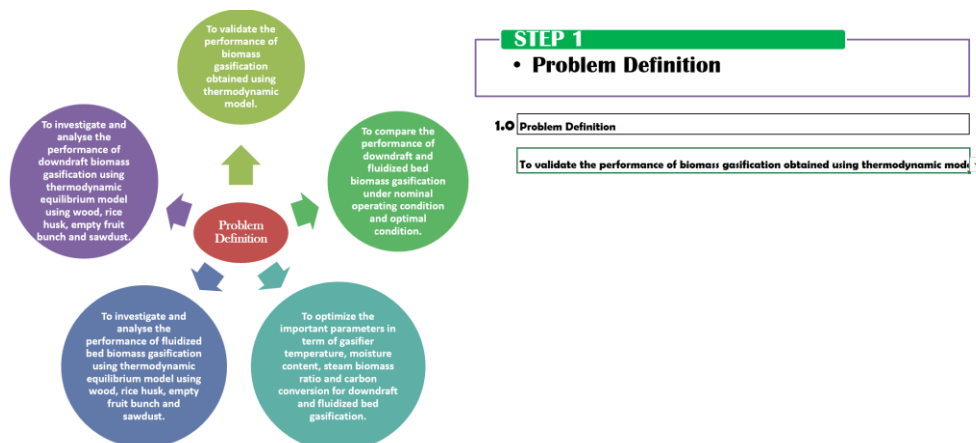 To validate the
performance of
biomass
gasification
obtained using
thermodynamic
model.
To investigate and
analyse the
performance of
downdraft biomass
gasification using
thermodynamic
equilibrium model
using wood, rice
husk, empty fruit
bunch and sawdust.
To compare the
performance of
downdraft and
fluidized bed
biomass gasification
under nominal
operating condition
and optimal
condition.
Problem
Definition
To investigate and
analyse the
performance of fluidized
bed biomass gasification
using thermodynamic
equilibrium model using
wood, rice husk, empty
fruit bunch and
sawdust.
To optimize the
important parameters in
term of gasifier
temperature, moisture
content, steam biomass
ratio and carbon
conversion for downdraft
and fluidized bed
gasification.
STEP 1
• Problem Definition
1.0 Problem Definition
To validate the performance of biomass gasification obtained using thermodynamic